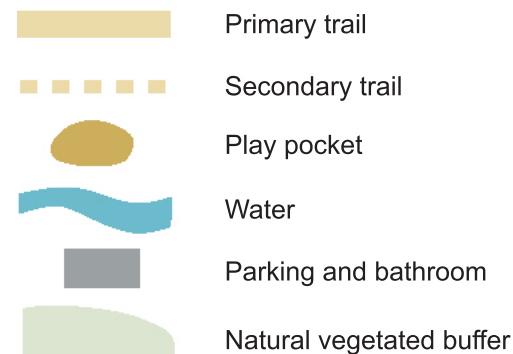 Primary trail
Secondary trail
Play pocket
Water
Parking and bathroom
Natural vegetated buffer